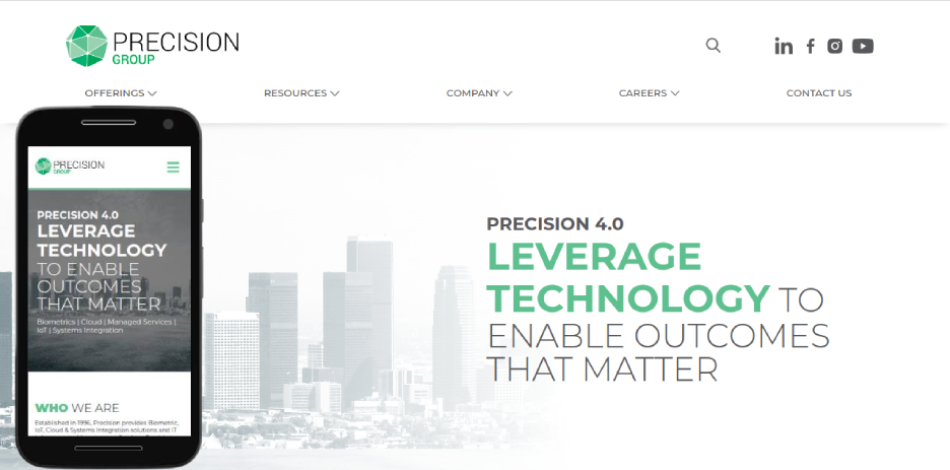 PRECISION
GROUP
in f
OFFERINGS
RESOURCES
COMPANY
CAREERS
CONTACT US
PRECISION
GROUP
PRECISION 4.0
LEVERAGE
TECHNOLOGY
TO ENABLE
OUTCOMES
THAT MATTER
Biometrics | Cloud | Managed Services |
IoT | Systems Integration
WHO WE ARE
Established in 1996, Precision provides Biometric,
IoT, Cloud & Systems Integration solutions and IT
PRECISION 4.0
LEVERAGE
TECHNOLOGY TO
ENABLE OUTCOMES
THAT MATTER